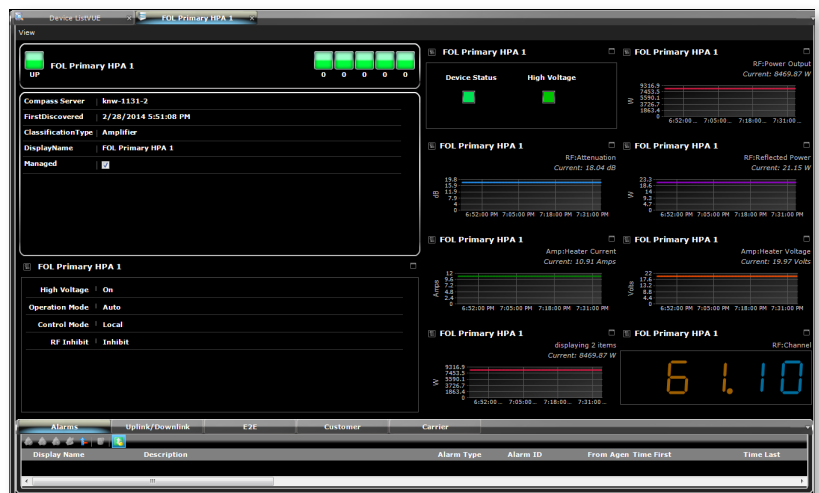 Device ListVUE x FOL Primary HPA 1 x
View
UP FOL Primary HPA 1 0 0 0 0 0
Compass Server knw-1131-2
FirstDiscovered 2/28/2014 5:51:08 PM
ClassificationType Amplifier
DisplayName FOL Primary HPA 1
Managed
FOL Primary HPA 1
High Voltage On
Operation Mode Auto
Control Mode Local
RF Inhibit Inhibit
FOL Primary HPA 1
Device Status High Voltage
FOL Primary HPA 1
RF:Power Output
Current: 8469.87 W
9316.9
7453.5
5590.1
3726.7
1863.4
0
W
6:52:00 ... 7:05:00 ... 7:18:00 ... 7:31:00 ...
FOL Primary HPA 1
RF:Attenuation
Current: 18.04 dB
19.8
15.9
11.9
7.9
4
0
dB
6:52:00 PM 7:05:00 PM 7:18:00 PM 7:31:00 PM
FOL Primary HPA 1
RF:Reflected Power
Current: 21.15 W
23.3
18.6
14
9.3
4.7
0
W
6:52:00 PM 7:05:00 PM 7:18:00 PM 7:31:00 PM
FOL Primary HPA 1
Amp:Heater Current
Current: 10.91 Amps
12
9.6
7.2
4.8
2.4
0
Amps
6:52:00 PM 7:05:00 PM 7:18:00 PM 7:31:00 PM
FOL Primary HPA 1
Amp:Heater Voltage
Current: 19.97 Volts
22
17.6
13.2
8.8
4.4
0
Volts
6:52:00 PM 7:05:00 PM 7:18:00 PM 7:31:00 PM
FOL Primary HPA 1
displaying 2 items
Current: 8469.87 W
9316.9
7453.5
5590.1
3726.7
1863.4
0
W
6:52:00 ... 7:05:00 ... 7:18:00 ... 7:31:00 ...
FOL Primary HPA 1
RF:Channel
61.10
Alarms Uplink/Downlink E2E Customer Carrier
Display Name Description Alarm Type Alarm ID From Agen Time First Time Last